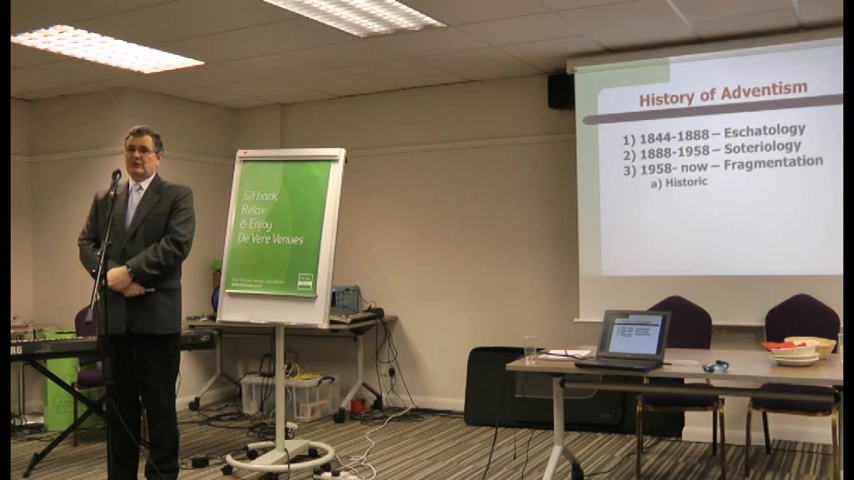 History of Adventism
1) 1844-1888 – Eschatology
2) 1888-1958 – Soteriology
3) 1958- now – Fragmentation
a) Historic
Sit back,
Relax
& Enjoy
De Vere Venues